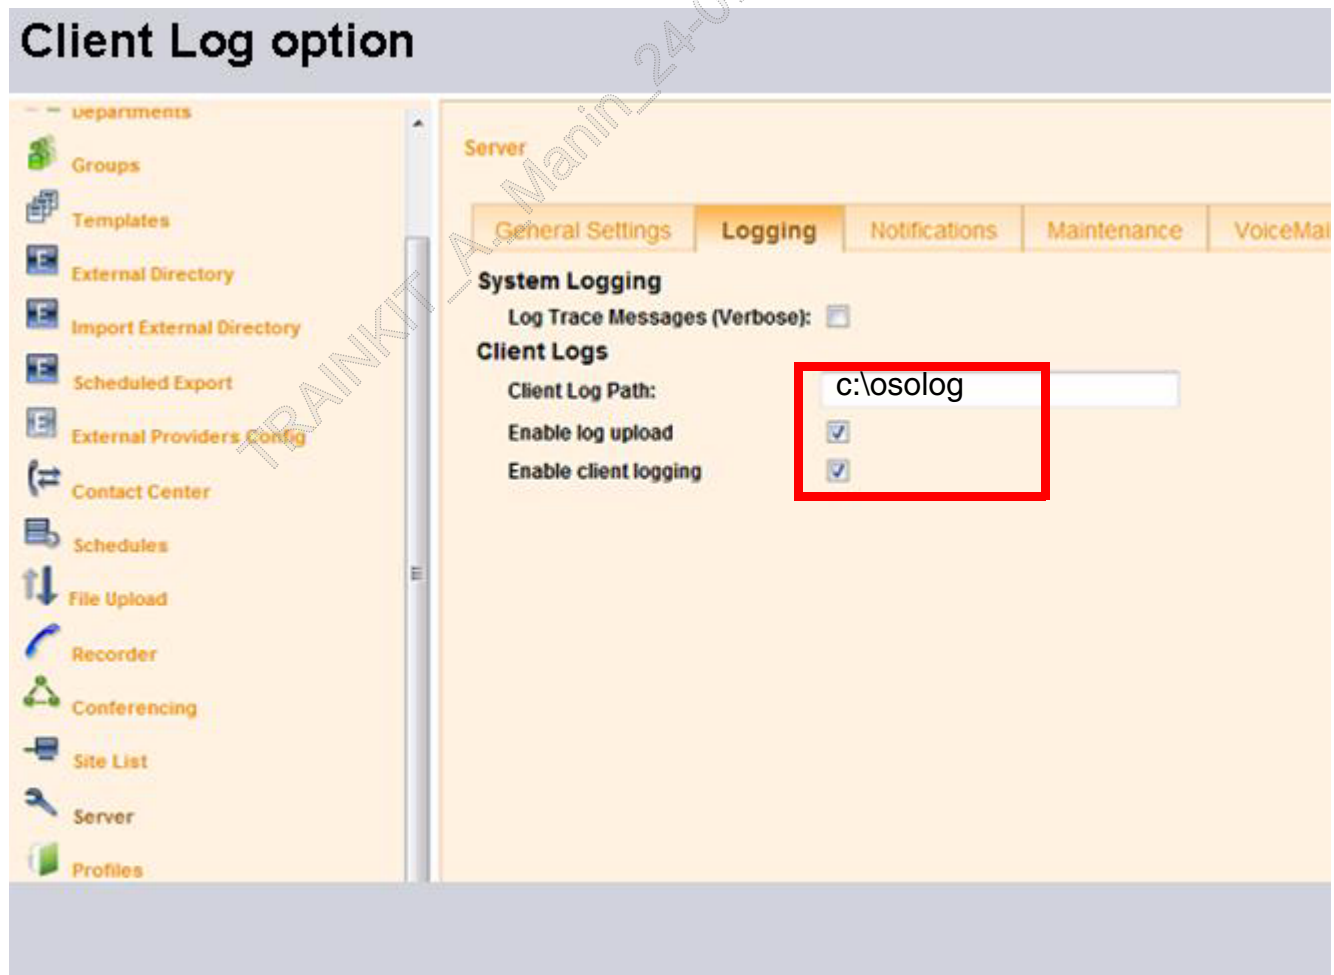 Client Log option
Departments
Groups
Templates
External Directory
Import External Directory
Scheduled Export
External Providers Config
Contact Center
Schedules
File Upload
Recorder
Conferencing
Site List
Server
Profiles
Server
General Settings Logging Notifications Maintenance VoiceMai
System Logging
Log Trace Messages (Verbose):
Client Logs
Client Log Path: c:\osolog
Enable log upload
Enable client logging
TRAINKIT_A._Manin_24-0